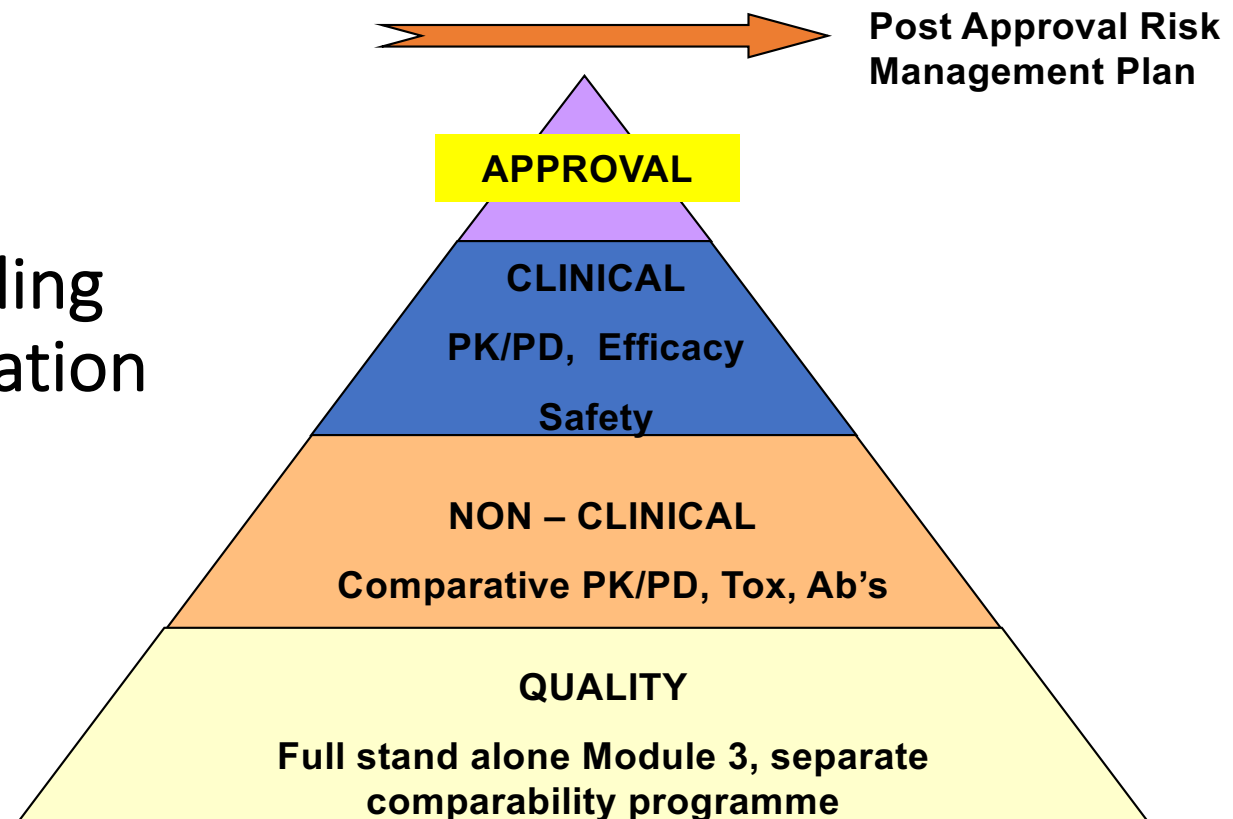 Post Approval Risk
Management Plan
APPROVAL
CLINICAL
PK/PD, Efficacy
Safety
NON – CLINICAL
Comparative PK/PD, Tox, Ab’s
QUALITY
Full stand alone Module 3, separate
comparability programme